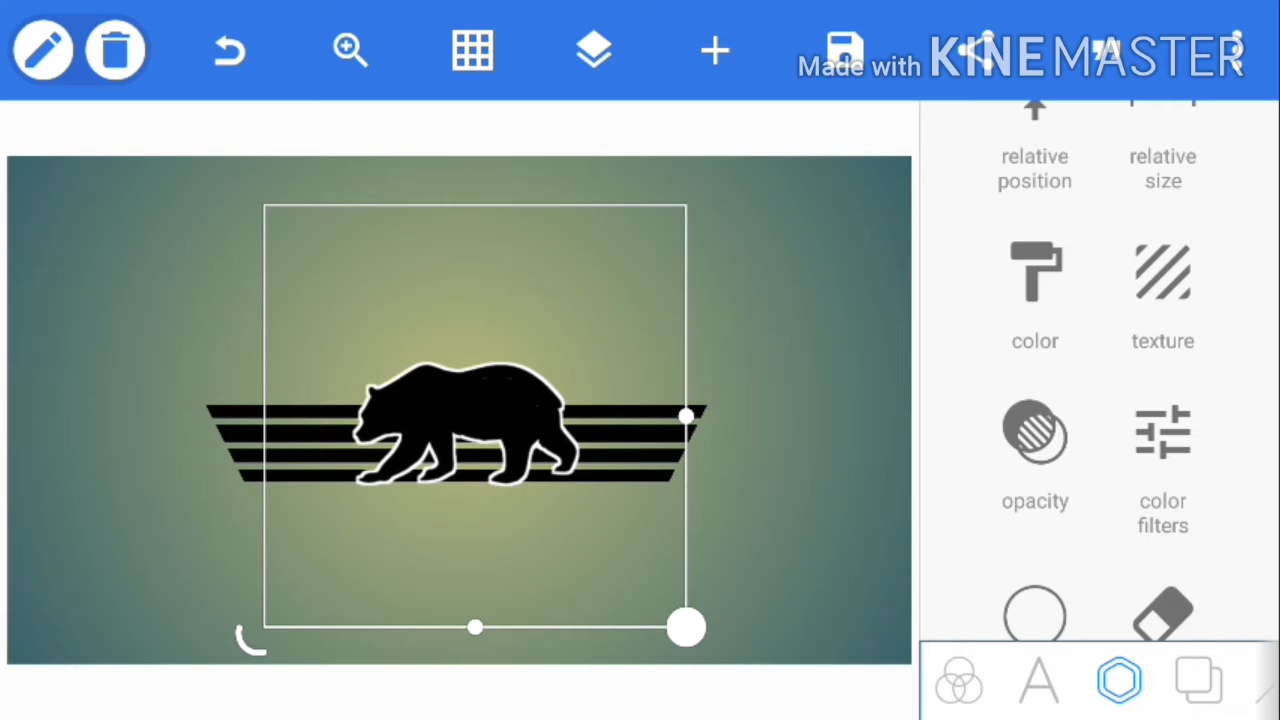 Made with KINEMASTER
relative
position
relative
size
color
texture
opacity
color
filters